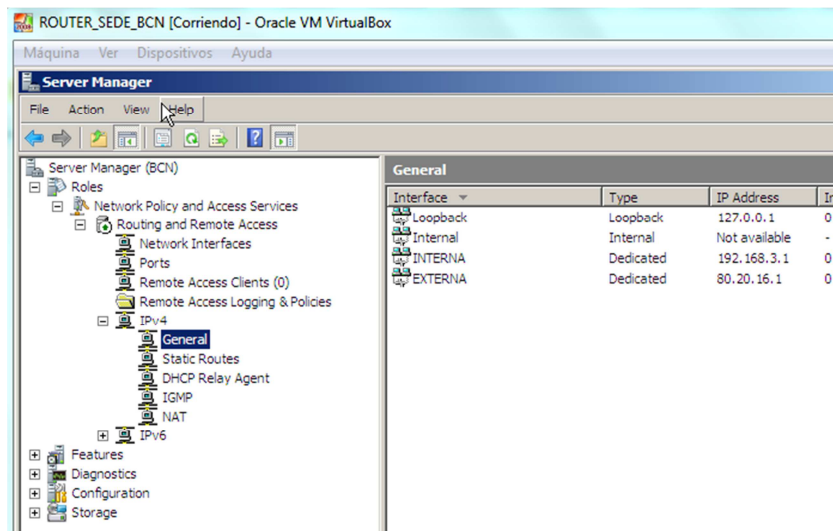 ROUTER_SEDE_BCN [Corriendo] - Oracle VM VirtualBox
Máquina Ver Dispositivos Ayuda
Server Manager
File Action View Help
Server Manager (BCN)
Roles
Network Policy and Access Services
Routing and Remote Access
Network Interfaces
Ports
Remote Access Clients (0)
Remote Access Logging & Policies
IPv4
General
Static Routes
DHCP Relay Agent
IGMP
NAT
IPv6
Features
Diagnostics
Configuration
Storage
General
Interface Type IP Address
Loopback Loopback 127.0.0.1 0
Internal Internal Not available -
INTERNA Dedicated 192.168.3.1 0
EXTERNA Dedicated 80.20.16.1 0